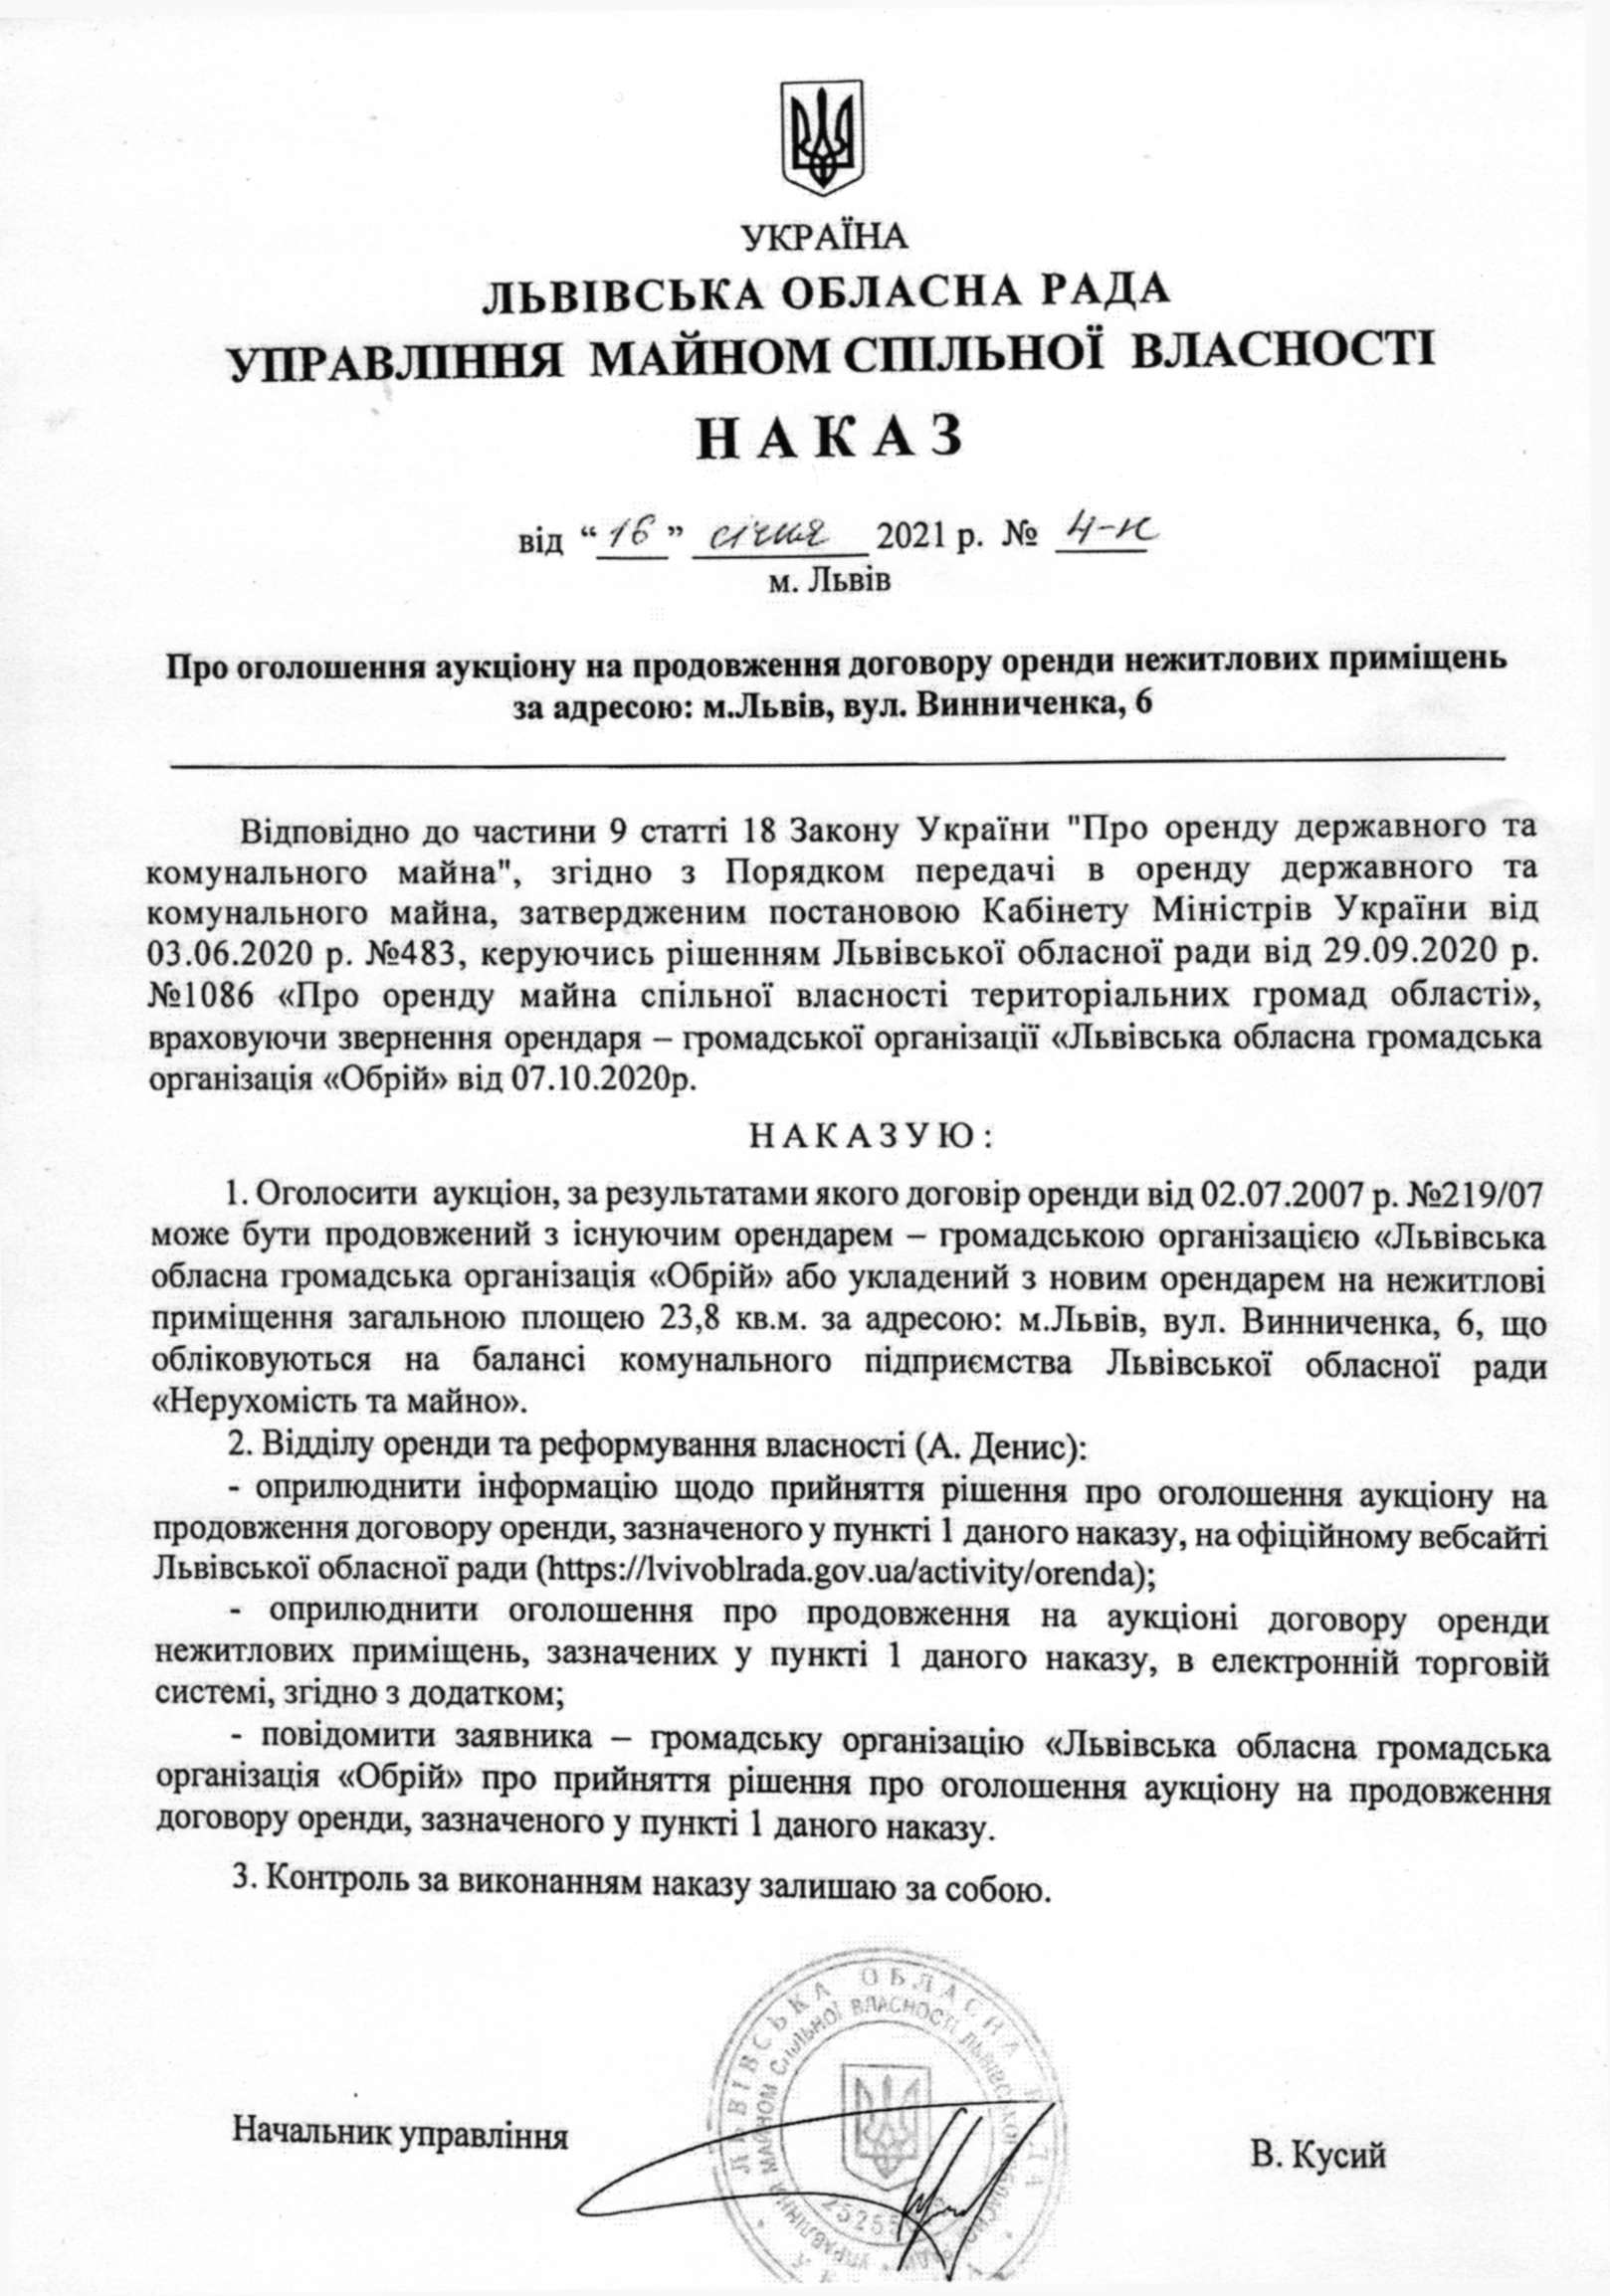 УКРАЇНА
ЛЬВІВСЬКА ОБЛАСНА РАДА
УПРАВЛІННЯ МАЙНОМ СПІЛЬНОЇ ВЛАСНОСТІ
НАКАЗ
від “16” січня 2021 р. № 4-н
м. Львів
Про оголошення аукціону на продовження договору оренди нежитлових приміщень
за адресою: м.Львів, вул. Винниченка, 6
Відповідно до частини 9 статті 18 Закону України "Про оренду державного та
комунального майна", згідно з Порядком передачі в оренду державного та
комунального майна, затвердженим постановою Кабінету Міністрів України від
03.06.2020 р. №483, керуючись рішенням Львівської обласної ради від 29.09.2020 р.
№1086 «Про оренду майна спільної власності територіальних громад області»,
враховуючи звернення орендаря – громадської організації «Львівська обласна громадська
організація «Обрій» від 07.10.2020р.
НАКАЗУЮ:
1. Оголосити аукціон, за результатами якого договір оренди від 02.07.2007 р. №219/07
може бути продовжений з існуючим орендарем – громадською організацією «Львівська
обласна громадська організація «Обрій» або укладений з новим орендарем на нежитлові
приміщення загальною площею 23,8 кв.м. за адресою: м.Львів, вул. Винниченка, 6, що
обліковуються на балансі комунального підприємства Львівської обласної ради
«Нерухомість та майно».
2. Відділу оренди та реформування власності (А. Денис):
- оприлюднити інформацію щодо прийняття рішення про оголошення аукціону на
продовження договору оренди, зазначеного у пункті 1 даного наказу, на офіційному вебсайті
Львівської обласної ради (https://lvivoblrada.gov.ua/activity/orenda);
- оприлюднити оголошення про продовження на аукціоні договору оренди
нежитлових приміщень, зазначених у пункті 1 даного наказу, в електронній торговій
системі, згідно з додатком;
- повідомити заявника – громадську організацію «Львівська обласна громадська
організація «Обрій» про прийняття рішення про оголошення аукціону на продовження
договору оренди, зазначеного у пункті 1 даного наказу.
3. Контроль за виконанням наказу залишаю за собою.
ЛЬВІВСЬКА ОБЛАСНА РАДА
УПРАВЛІННЯ МАЙНОМ СПІЛЬНОЇ ВЛАСНОСТІ ЛЬВІВСЬКОЇ ОБЛАСНОЇ РАДИ
Начальник управління
В. Кусий